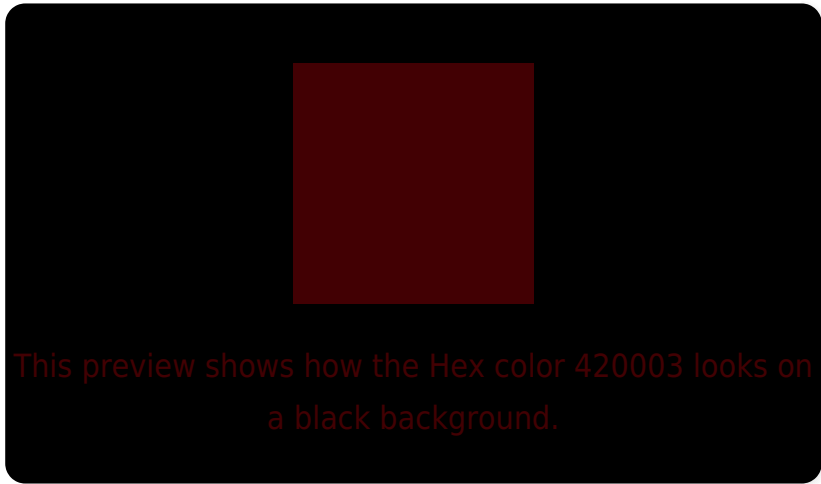 This preview shows how the Hex color 420003 looks on
a black background.